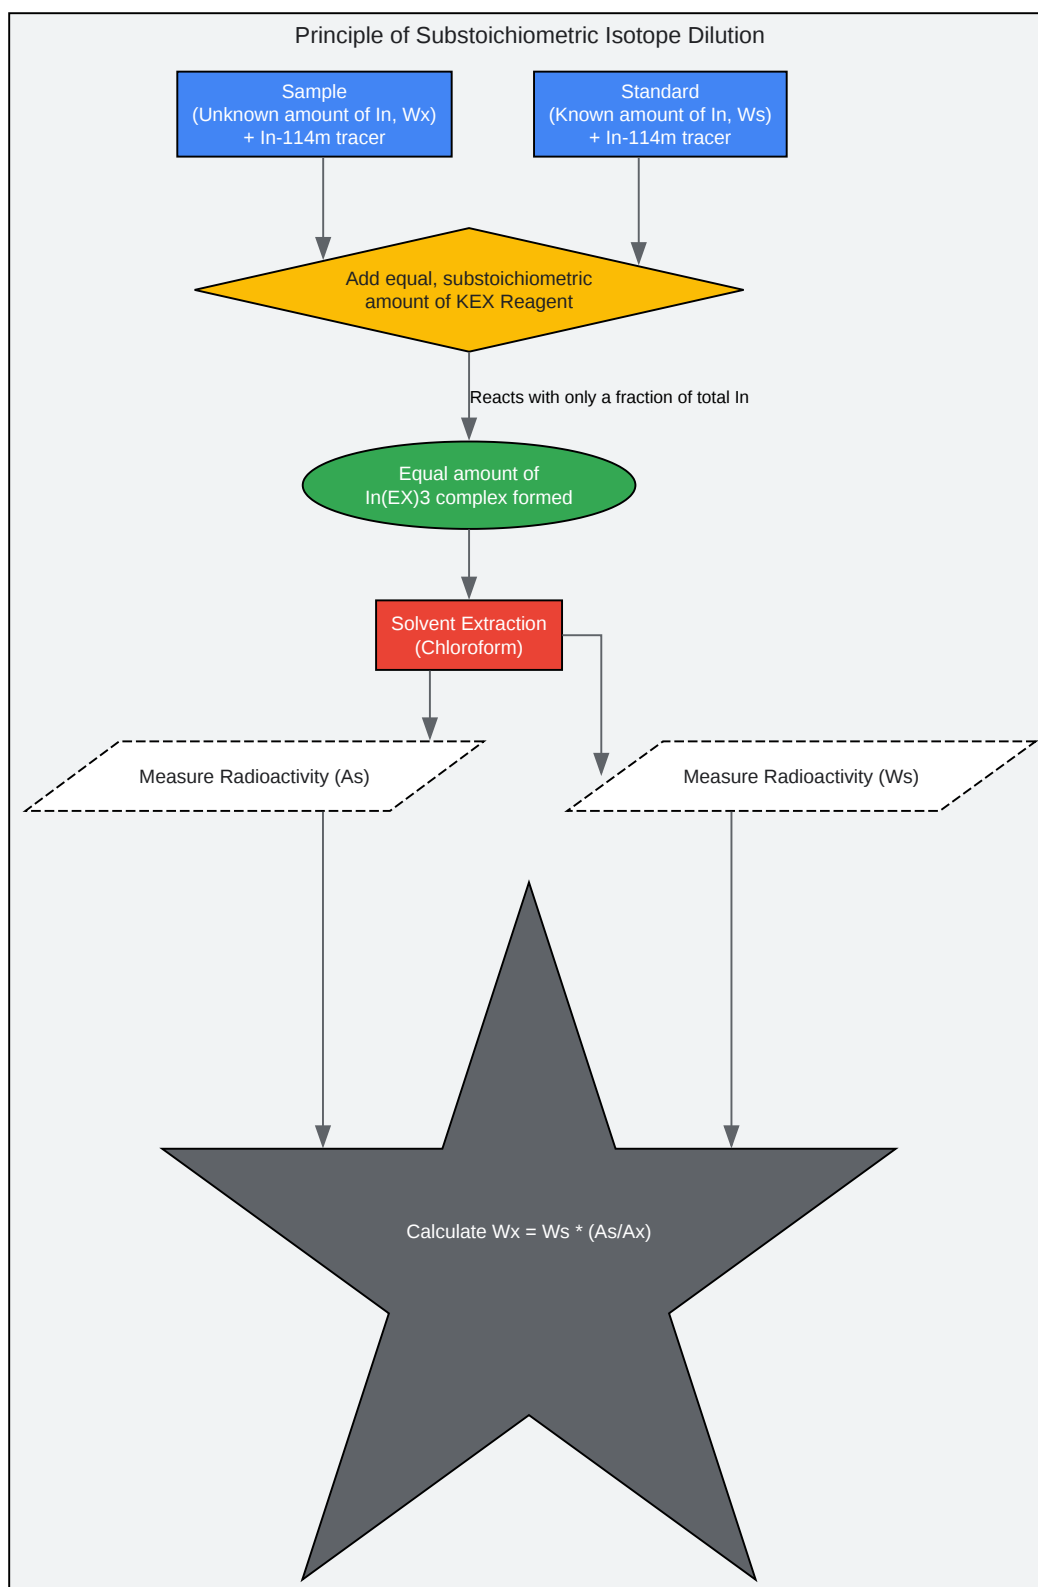 Principle of Substoichiometric Isotope Dilution
Sample
(Unknown amount of In, Wx)
+ In-114m tracer
Standard
(Known amount of In, Ws)
+ In-114m tracer
Add equal, substoichiometric
amount of KEX Reagent
Reacts with only a fraction of total In
Equal amount of
In(EX)3 complex formed
Solvent Extraction
(Chloroform)
Measure Radioactivity (As)
Measure Radioactivity (Ws)
Calculate Wx = Ws * (As/Ax)